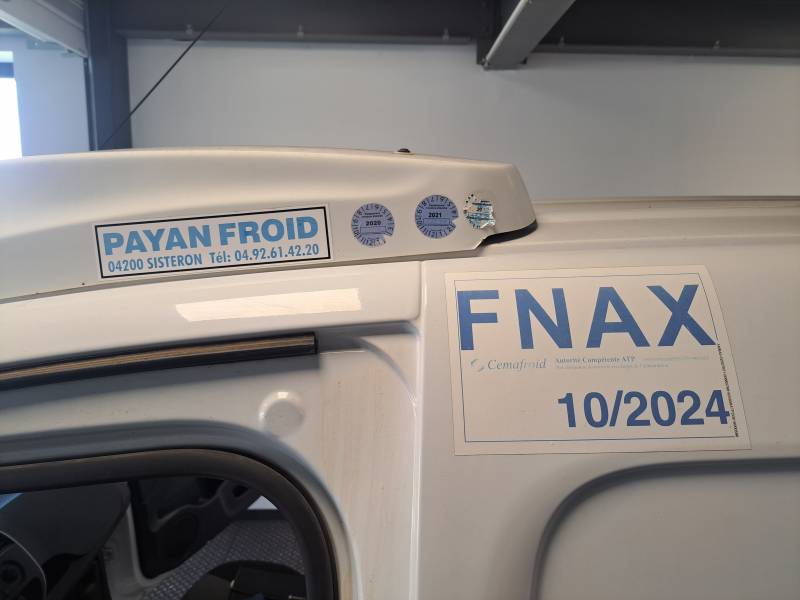 PAYAN FROID
04200 SISTERON Tél: 04.92.61.42.20
2020
2021
FNAX
Cemafroid Autorité Compétente ATP
10/2024